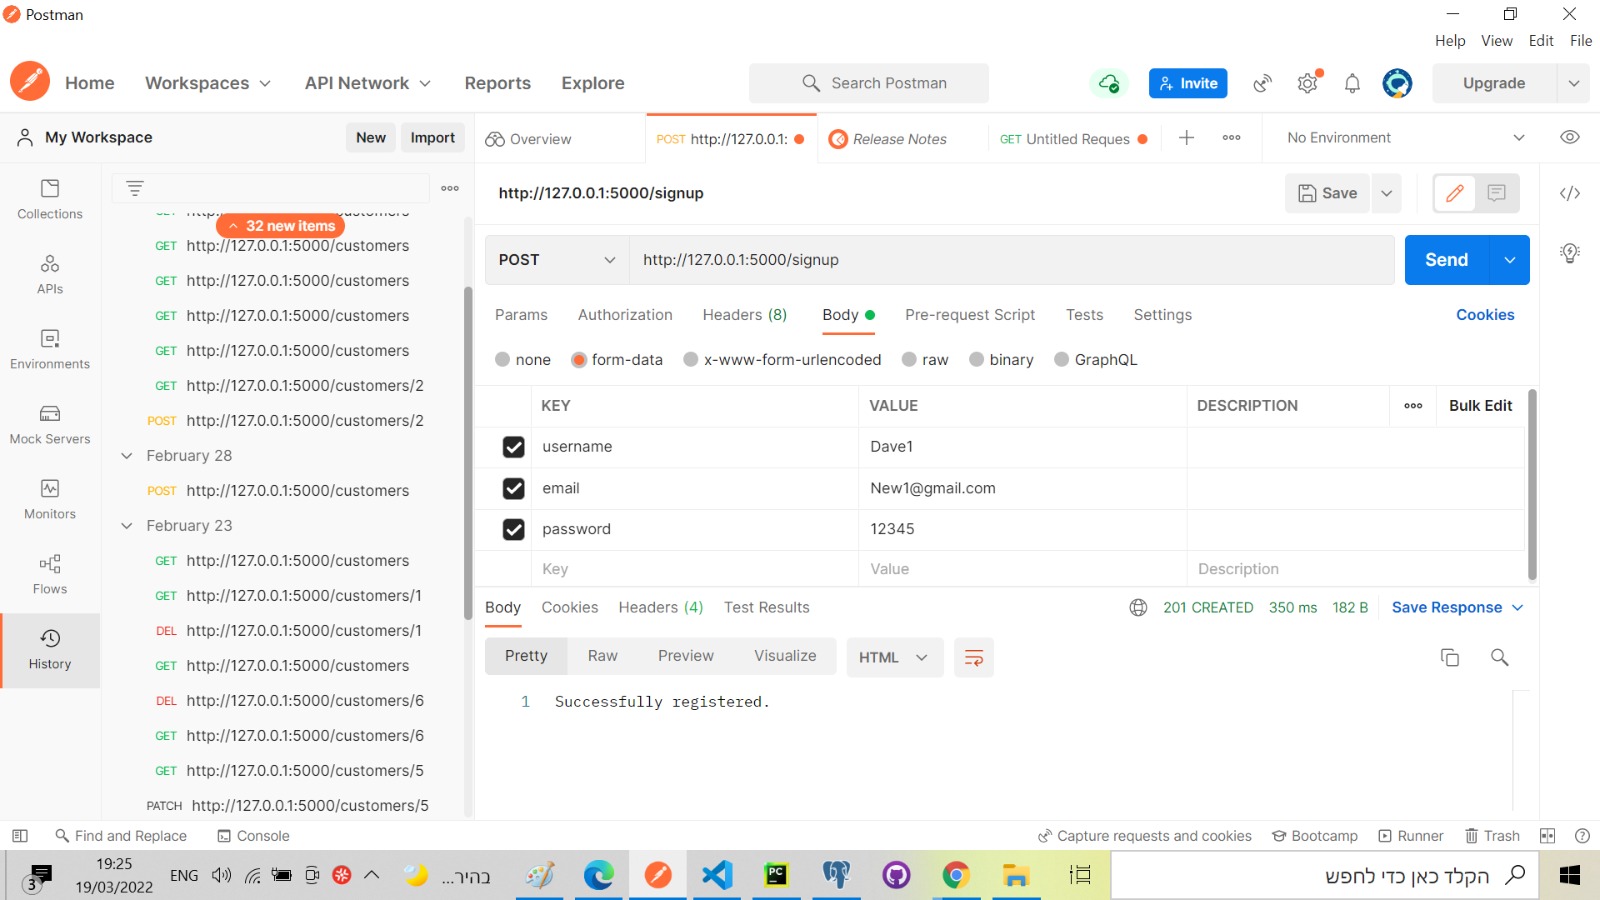 Postman
Help View Edit File
Home Workspaces API Network Reports Explore
Search Postman
Invite
Upgrade
My Workspace
New Import
Overview
POST http://127.0.0.1:
Release Notes
GET Untitled Reques
No Environment
Collections
APIs
Environments
Mock Servers
Monitors
Flows
History
32 new items
GET http://127.0.0.1:5000/customers
GET http://127.0.0.1:5000/customers
GET http://127.0.0.1:5000/customers
GET http://127.0.0.1:5000/customers
GET http://127.0.0.1:5000/customers/2
POST http://127.0.0.1:5000/customers/2
February 28
POST http://127.0.0.1:5000/customers
February 23
GET http://127.0.0.1:5000/customers
GET http://127.0.0.1:5000/customers/1
DEL http://127.0.0.1:5000/customers/1
GET http://127.0.0.1:5000/customers
DEL http://127.0.0.1:5000/customers/6
GET http://127.0.0.1:5000/customers/6
GET http://127.0.0.1:5000/customers/5
PATCH http://127.0.0.1:5000/customers/5
http://127.0.0.1:5000/signup
Save
POST http://127.0.0.1:5000/signup
Send
Params Authorization Headers (8) Body Pre-request Script Tests Settings Cookies
none form-data x-www-form-urlencoded raw binary GraphQL
KEY VALUE DESCRIPTION Bulk Edit
username Dave1
email New1@gmail.com
password 12345
Key Value Description
Body Cookies Headers (4) Test Results
201 CREATED 350 ms 182 B Save Response
Pretty Raw Preview Visualize HTML
1 Successfully registered.
Find and Replace Console
Capture requests and cookies Bootcamp Runner Trash
3
19:25
19/03/2022
ENG
בהיר...
PC
הקלד כאן כדי לחפש